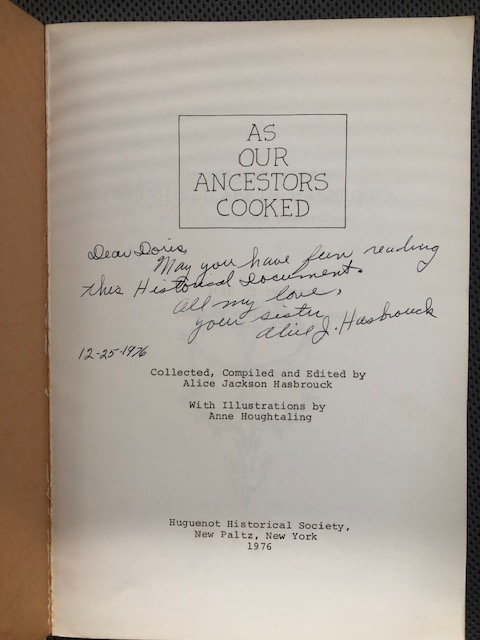 AS
OUR
ANCESTORS
COOKED
Dear Doris,
May you have fun reading
this Historical Document.
all my love,
your sister
Alice J. Hasbrouck
12-25-1976
Collected, Compiled and Edited by
Alice Jackson Hasbrouck
With Illustrations by
Anne Houghtaling
Huguenot Historical Society,
New Paltz, New York
1976